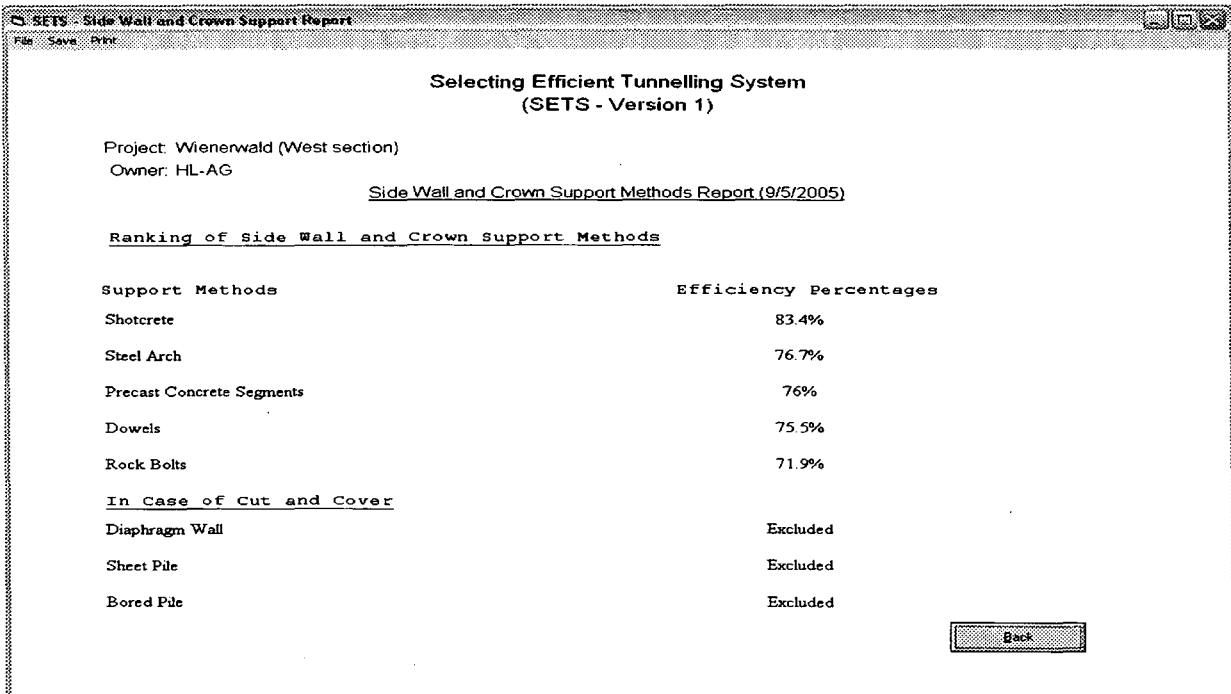 SETS - Side Wall and Crown Support Report
File Save Print
Selecting Efficient Tunnelling System
(SETS - Version 1)
Project: Wienerwald (West section)
Owner: HL-AG
Side Wall and Crown Support Methods Report (9/5/2005)
Ranking of Side Wall and Crown Support Methods
Support Methods Efficiency Percentages
Shotcrete 83.4%
Steel Arch 76.7%
Precast Concrete Segments 76%
Dowels 75.5%
Rock Bolts 71.9%
In Case of Cut and Cover
Diaphragm Wall Excluded
Sheet Pile Excluded
Bored Pile Excluded
Back